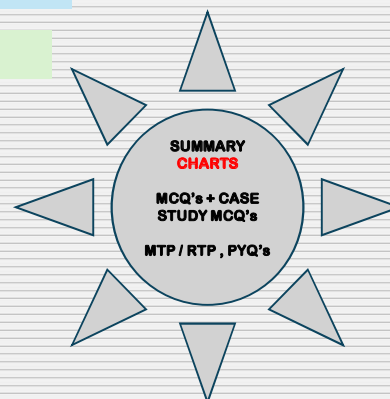 SUMMARY
CHARTS
MCQ's + CASE
STUDY MCQ's
MTP / RTP , PYQ's